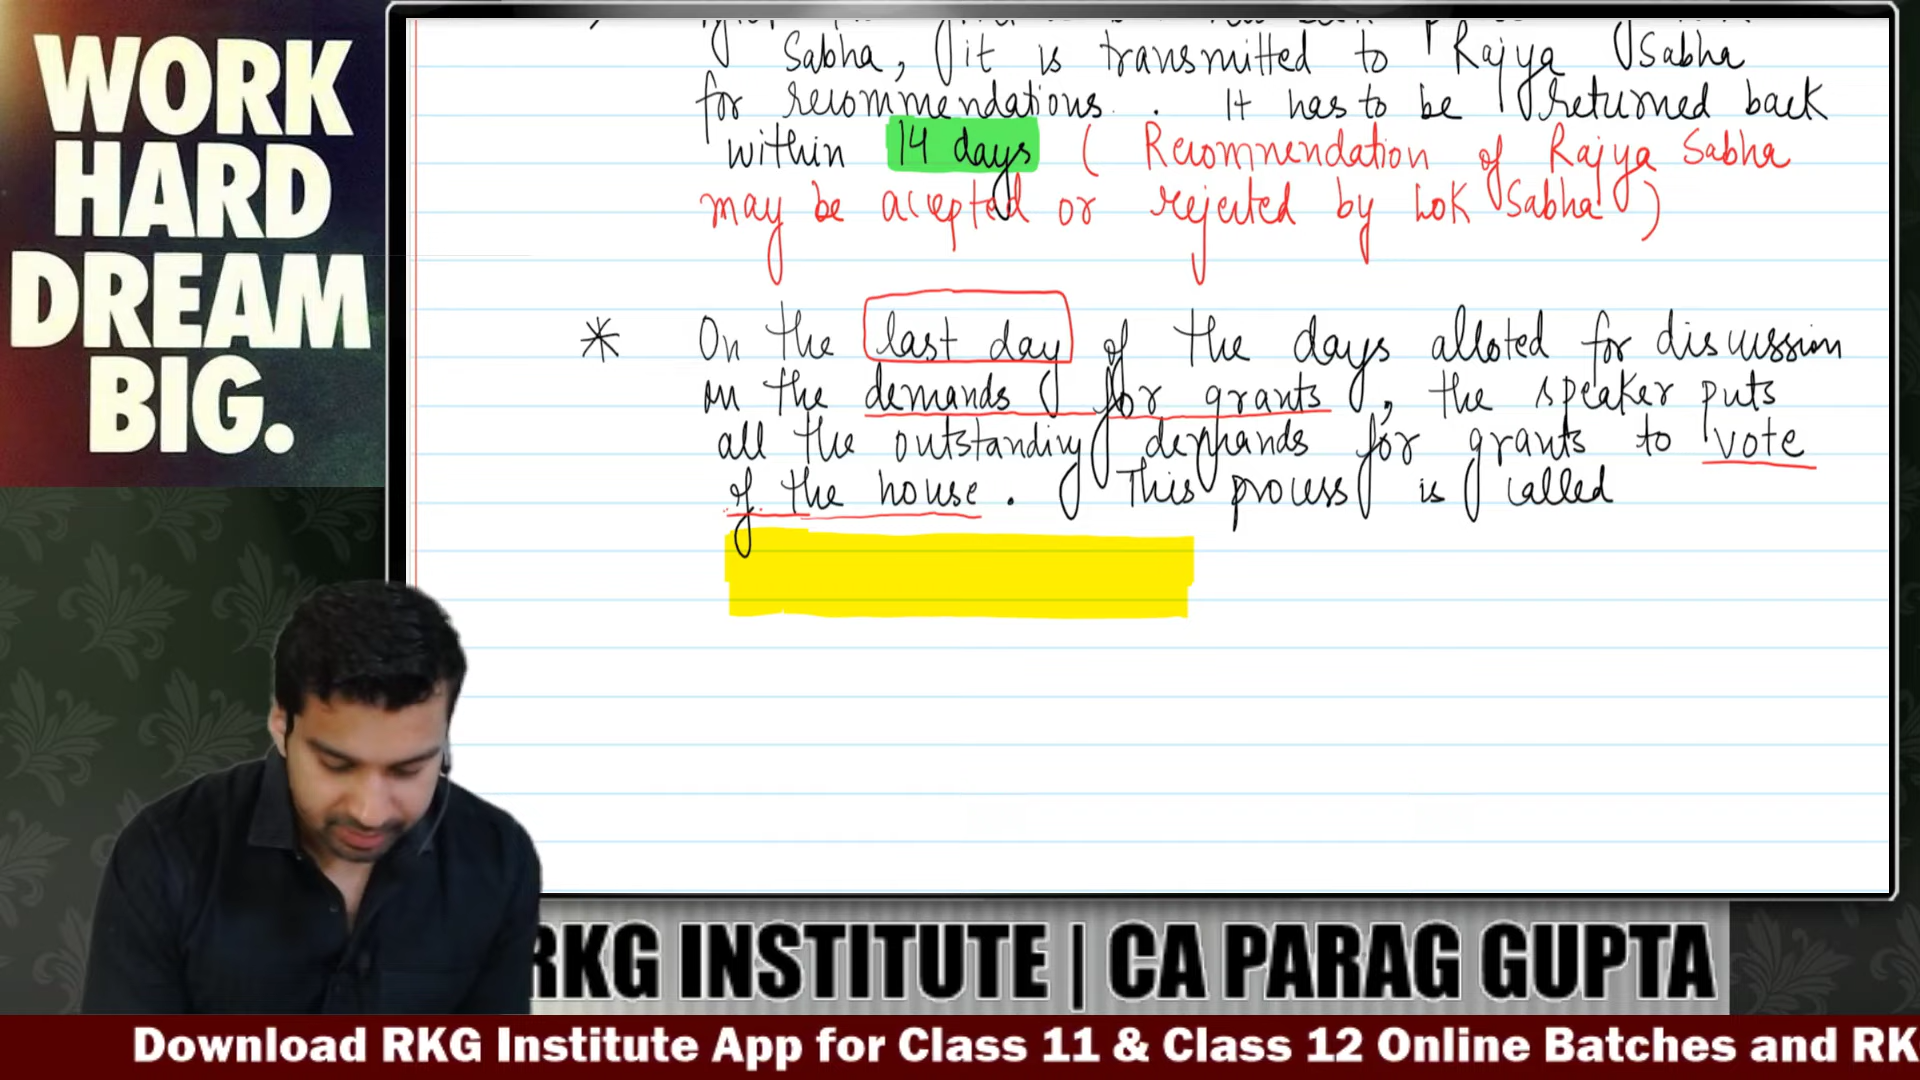 WORK
HARD
DREAM
BIG.
Sabha, it is transmitted to Rajya Sabha
for recommendations. It has to be returned back
within 14 days ( Recommendation of Rajya Sabha
may be accepted or rejected by Lok Sabha )
* On the last day of the days alloted for discussion
on the demands for grants, the speaker puts
all the outstanding demands for grants to vote
of the house. This process is called
RKG INSTITUTE | CA PARAG GUPTA
Download RKG Institute App for Class 11 & Class 12 Online Batches and RK